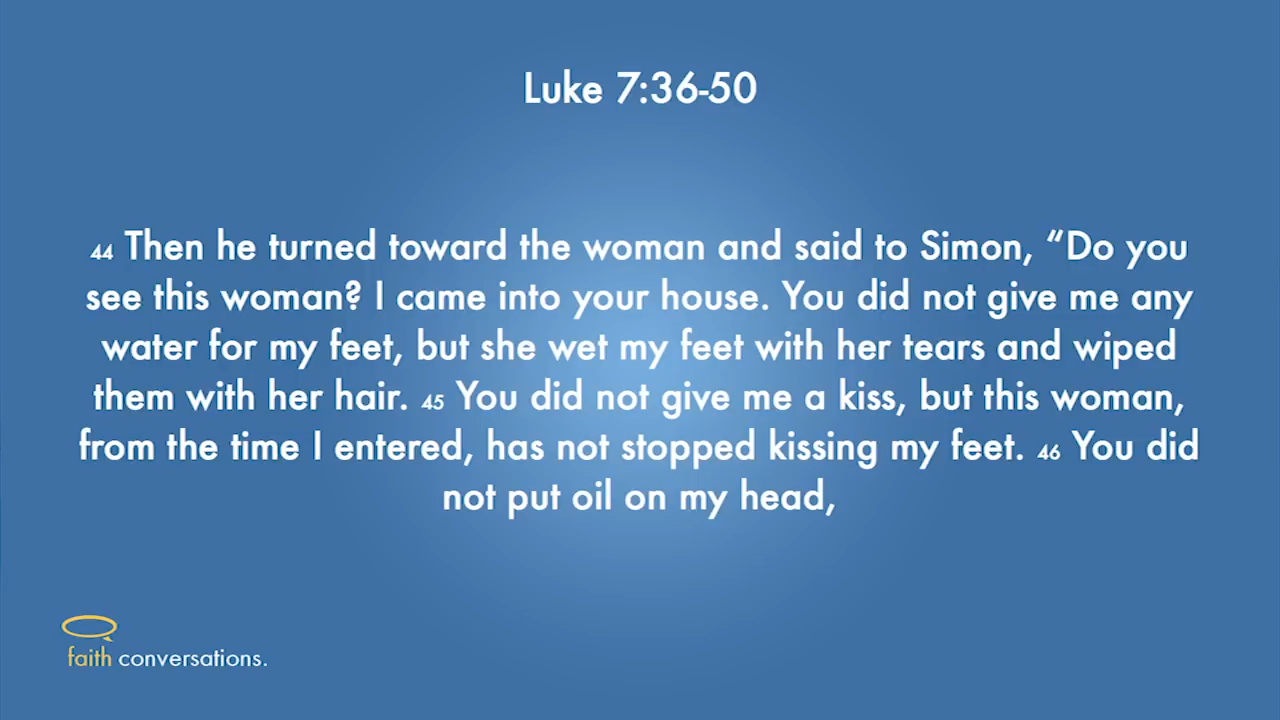 Luke 7:36-50
44 Then he turned toward the woman and said to Simon, “Do you
see this woman? I came into your house. You did not give me any
water for my feet, but she wet my feet with her tears and wiped
them with her hair. 45 You did not give me a kiss, but this woman,
from the time I entered, has not stopped kissing my feet. 46 You did
not put oil on my head,
faith conversations.